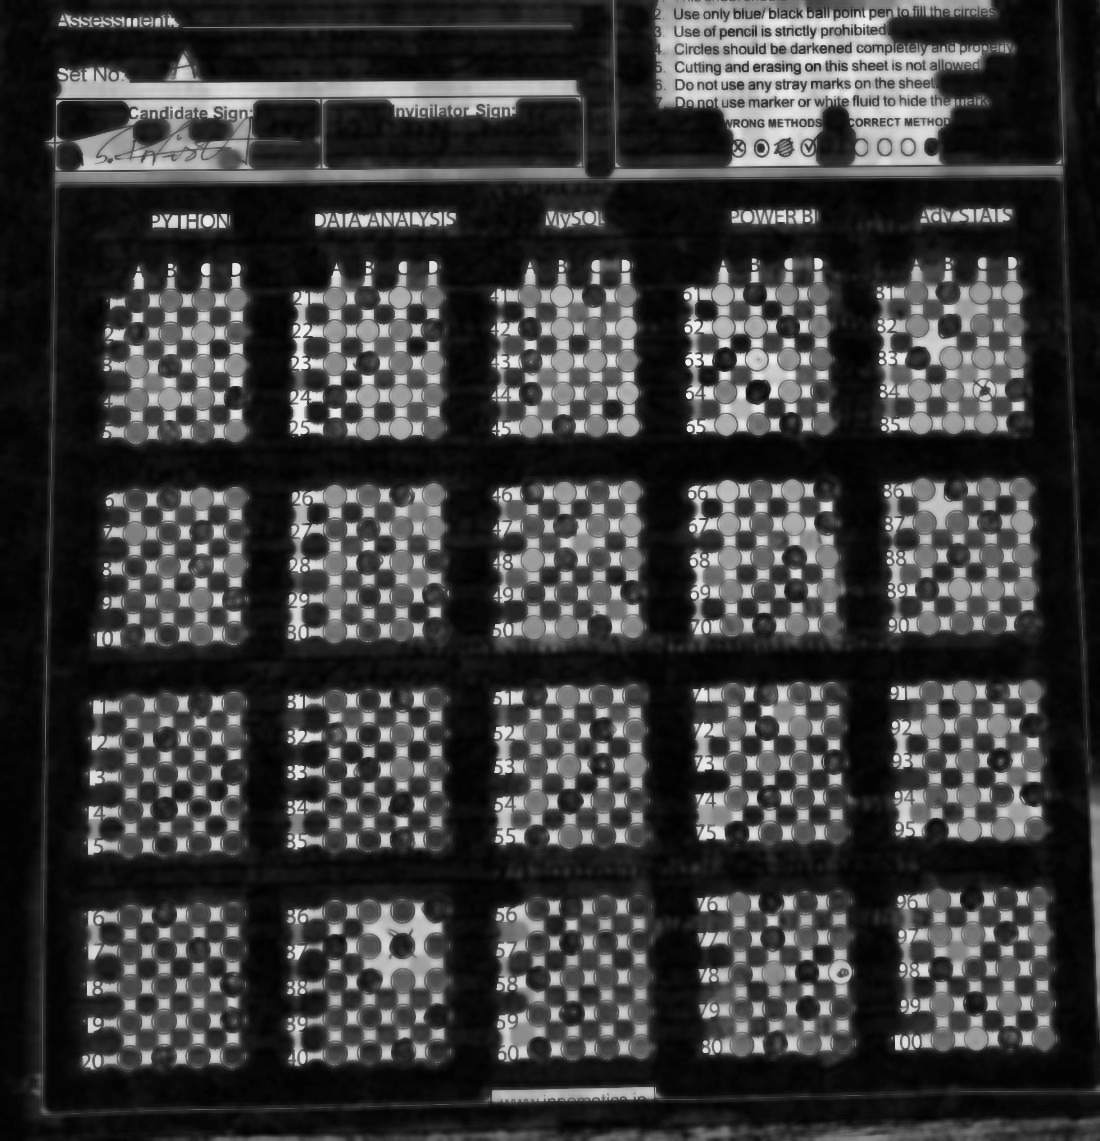 Assessment:
2. Use only blue/ black ball point pen to fill the circles
3. Use of pencil is strictly prohibited.
4 Circles should be darkened completely and properly
5. Cutting and erasing on this sheet is not allowed
6. Do not use any stray marks on the sheet.
7 Do not use marker or white fluid to hide the mark
Set No.: A
Candidate Sign: Invigilator Sign:
WRONG METHODS CORRECT METHOD
PYTHON DATA ANALYSIS MySQL POWER BI Adv STATS
A B C D A B C D A B C D A B C D A B C D
1 21 41 61 81
2 22 42 62 82
3 23 43 63 83
4 24 44 64 84
5 25 45 65 85
6 26 46 66 86
7 27 47 67 87
8 28 48 68 88
9 29 49 69 89
10 30 50 70 90
11 31 51 71 91
12 32 52 72 92
13 33 53 73 93
14 34 54 74 94
15 35 55 75 95
16 36 56 76 96
17 37 57 77 97
18 38 58 78 98
19 39 59 79 99
20 40 60 80 100
www.innomatics.in